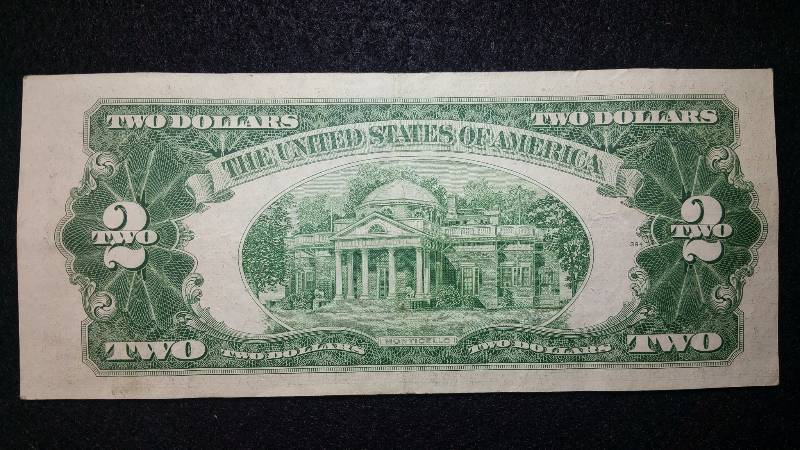 TWO DOLLARS
TWO DOLLARS
THE UNITED STATES OF AMERICA
2
TWO
2
TWO
MONTICELLO
TWO
TWO DOLLARS
TWO DOLLARS
TWO